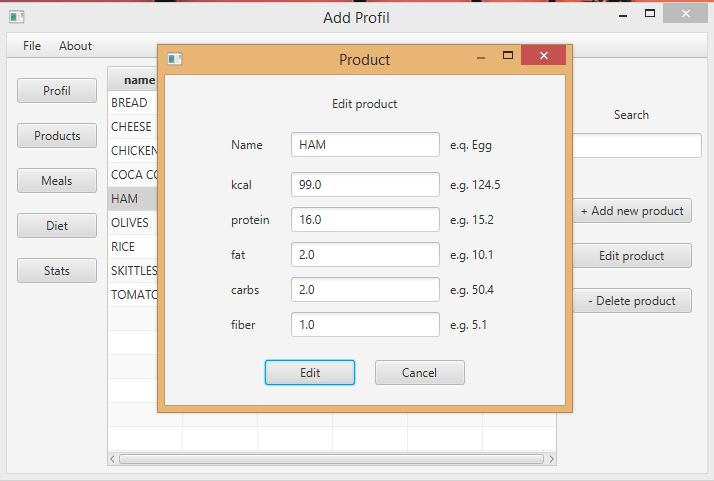 Add Profil
File About
Profil
Products
Meals
Diet
Stats
name
BREAD
CHEESE
CHICKEN
COCA CO
HAM
OLIVES
RICE
SKITTLES
TOMATO
Product
Edit product
Name HAM e.q. Egg
kcal 99.0 e.g. 124.5
protein 16.0 e.g. 15.2
fat 2.0 e.g. 10.1
carbs 2.0 e.g. 50.4
fiber 1.0 e.g. 5.1
Edit Cancel
Search
+ Add new product
Edit product
- Delete product